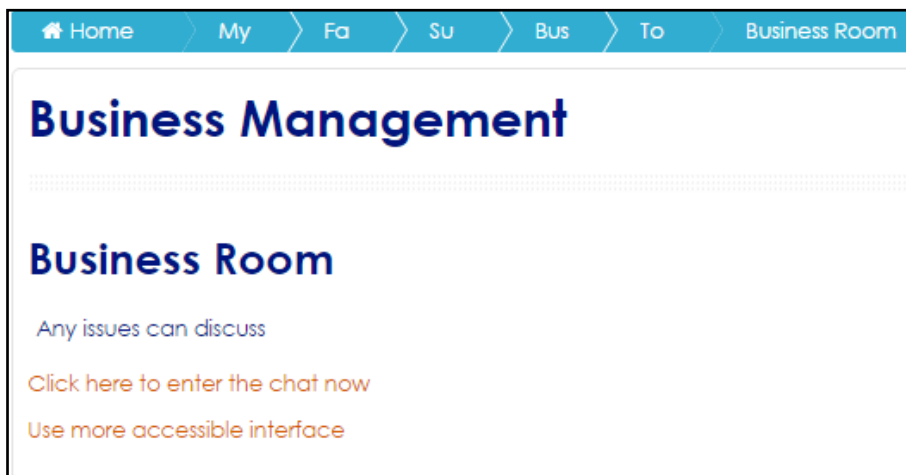 Home My Fa Su Bus To Business Room
Business Management
Business Room
Any issues can discuss
Click here to enter the chat now
Use more accessible interface